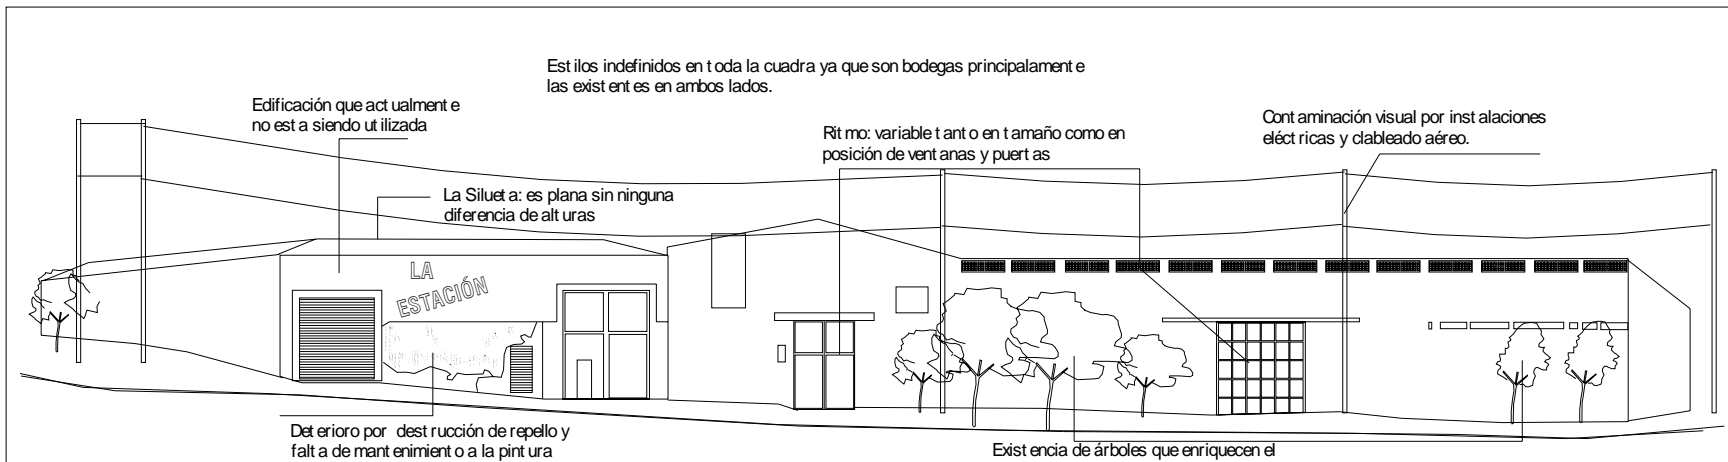 Estilos indefinidos en toda la cuadra ya que son bodegas principalamente
las existentes en ambos lados.
Edificación que actualmente
no esta siendo utilizada
Contaminación visual por instalaciones
eléctricas y clableado aéreo.
Ritmo: variable tanto en tamaño como en
posición de ventanas y puertas
La Silueta: es plana sin ninguna
diferencia de alturas
LA
ESTACIÓN
Deterioro por destrucción de repello y
falta de mantenimiento a la pintura
Existencia de árboles que enriquecen el